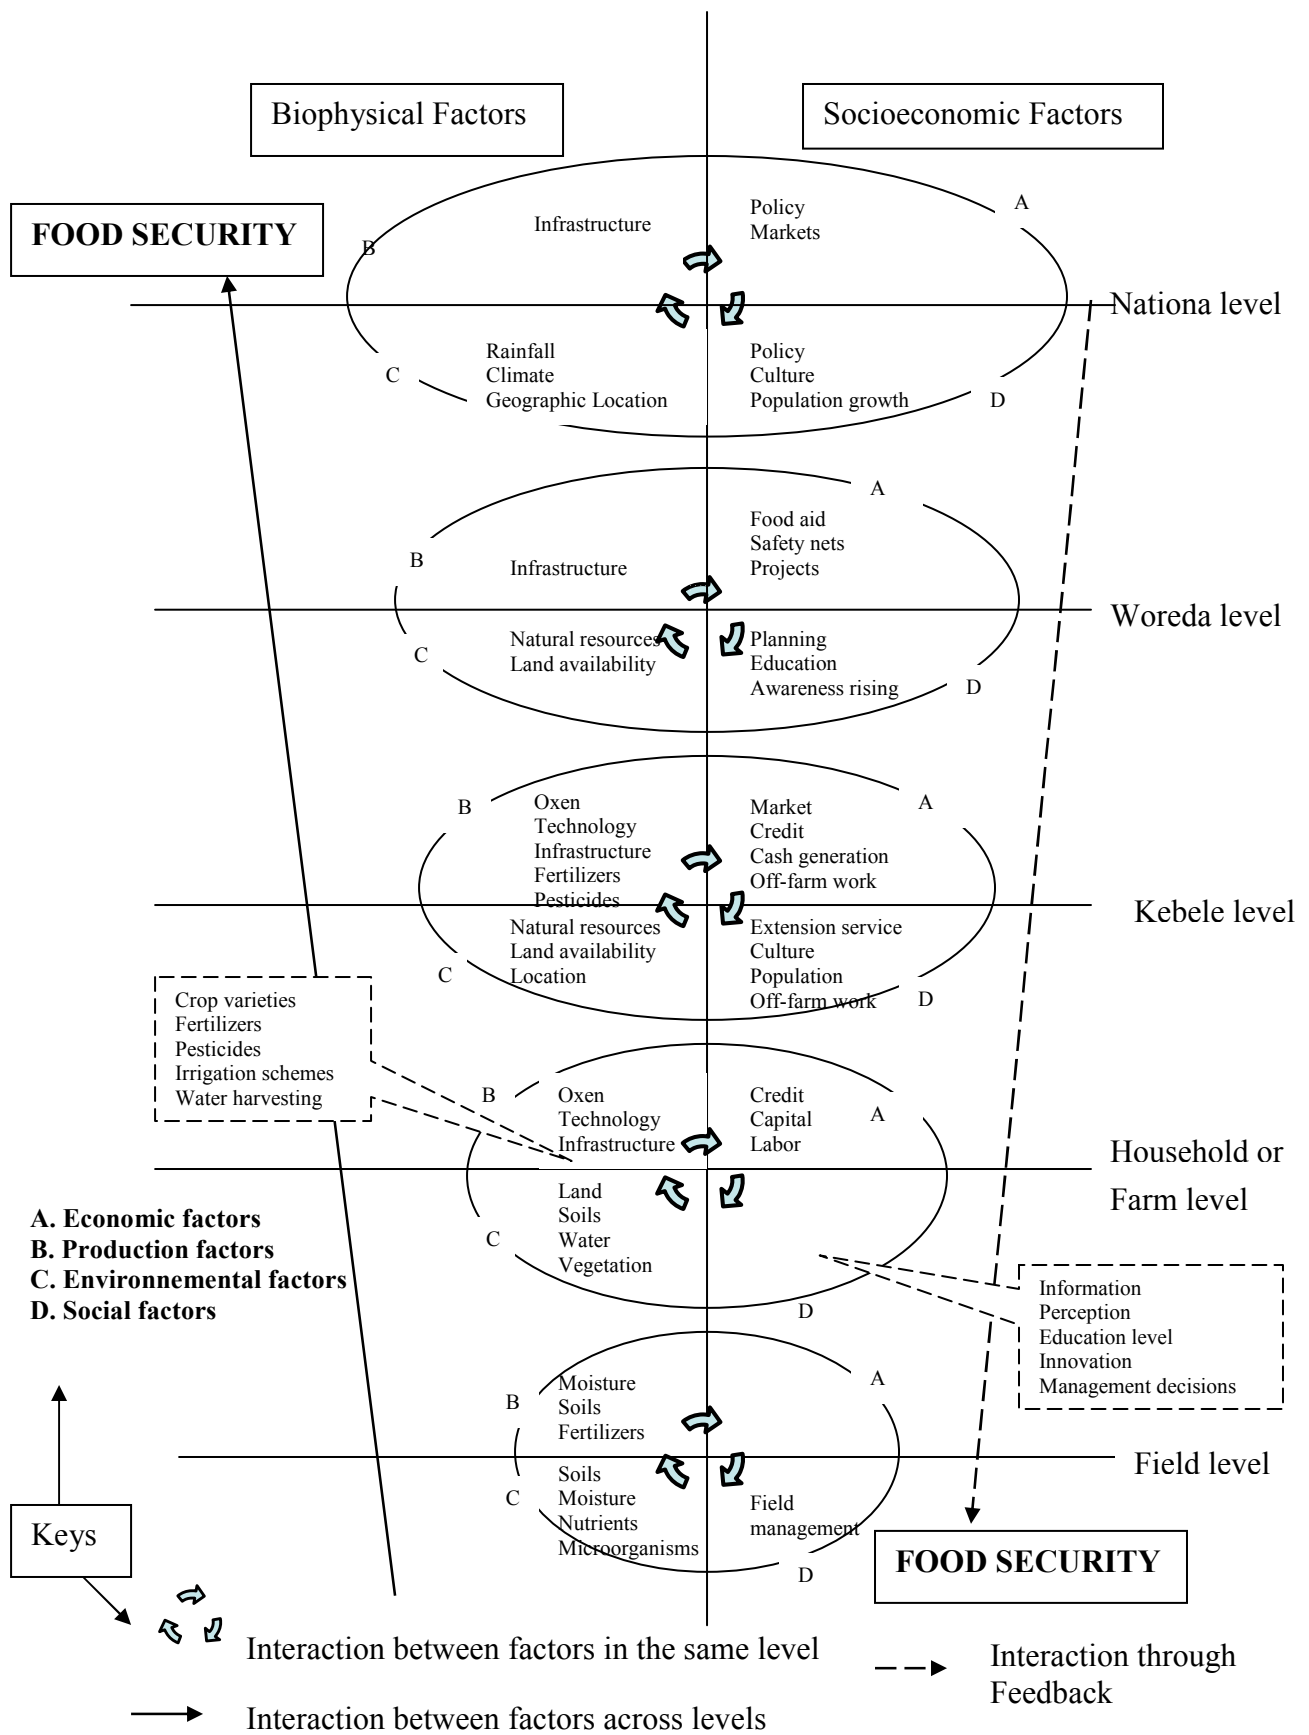 Biophysical Factors
Socioeconomic Factors
FOOD SECURITY
B
Infrastructure
Policy
Markets
A
Nationa level
C
Rainfall
Climate
Geographic Location
Policy
Culture
Population growth
D
A
B
Infrastructure
Food aid
Safety nets
Projects
Woreda level
C
Natural resources
Land availability
Planning
Education
Awareness rising
D
B
Oxen
Technology
Infrastructure
Fertilizers
Pesticides
Market
Credit
Cash generation
Off-farm work
A
Kebele level
C
Natural resources
Land availability
Location
Extension service
Culture
Population
Off-farm work
D
Crop varieties
Fertilizers
Pesticides
Irrigation schemes
Water harvesting
B
Oxen
Technology
Infrastructure
Credit
Capital
Labor
A
Household or
Farm level
C
Land
Soils
Water
Vegetation
D
A. Economic factors
B. Production factors
C. Environnemental factors
D. Social factors
Information
Perception
Education level
Innovation
Management decisions
B
Moisture
Soils
Fertilizers
A
Field level
C
Soils
Moisture
Nutrients
Microorganisms
Field
management
D
FOOD SECURITY
Keys
Interaction between factors in the same level
Interaction between factors across levels
Interaction through
Feedback